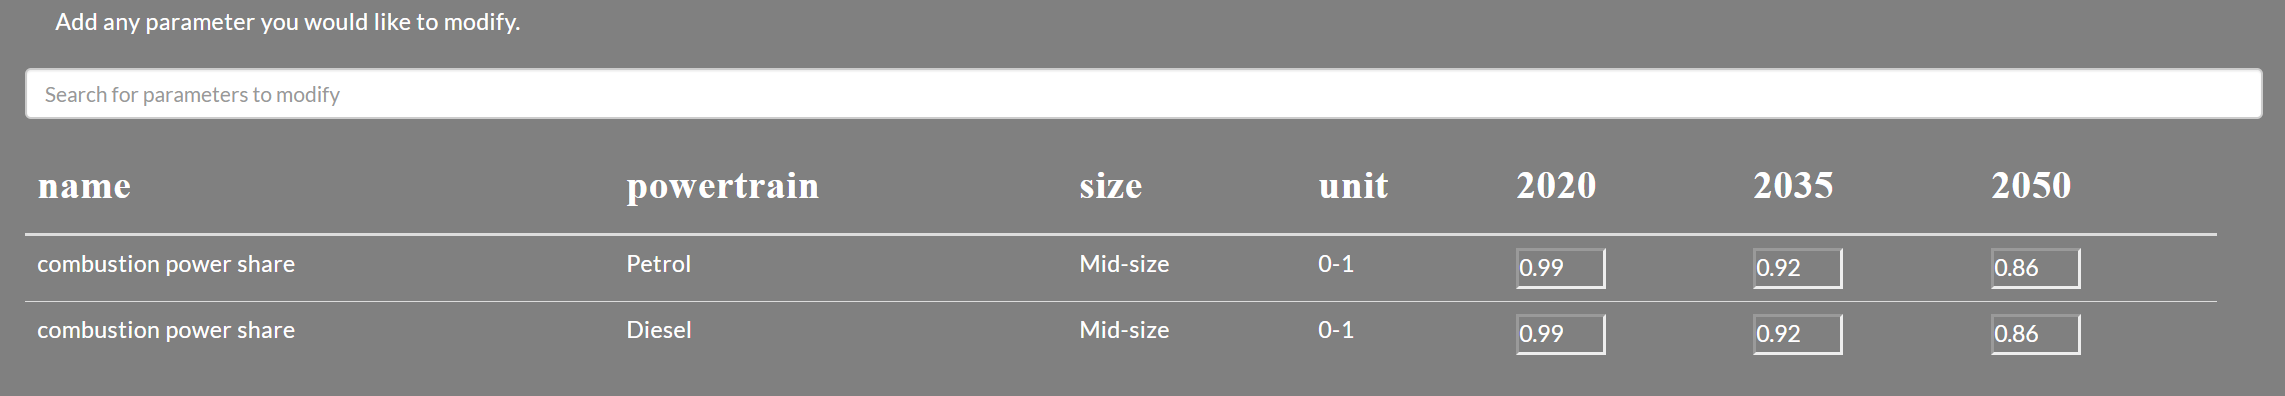 Add any parameter you would like to modify.
Search for parameters to modify
name powertrain size unit 2020 2035 2050
combustion power share Petrol Mid-size 0-1 0.99 0.92 0.86
combustion power share Diesel Mid-size 0-1 0.99 0.92 0.86